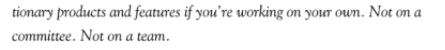 tionary products and features if you're working on your own. Not on a
committee. Not on a team.